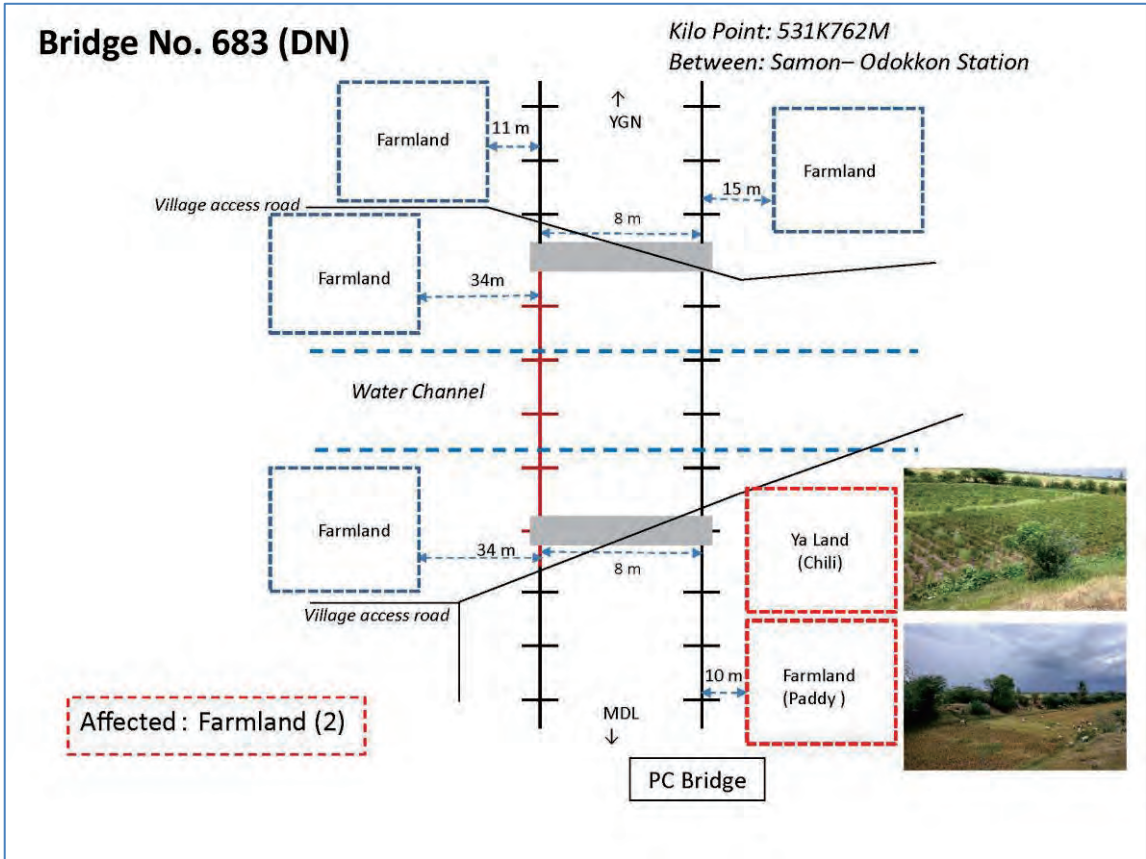 Bridge No. 683 (DN)
Kilo Point: 531K762M
Between: Samon– Odokkon Station
↑
YGN
Farmland
11 m
Farmland
15 m
Village access road
8 m
Farmland
34m
Water Channel
Farmland
34 m
8 m
Ya Land
(Chili)
Village access road
10 m
Farmland
(Paddy )
Affected : Farmland (2)
MDL
↓
PC Bridge